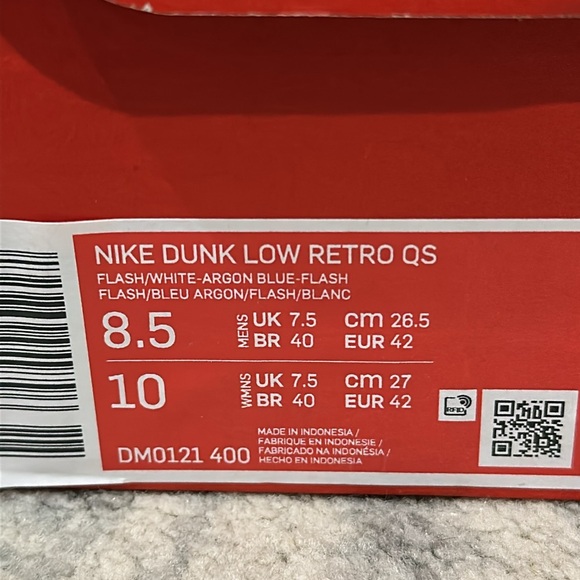 NIKE DUNK LOW RETRO QS
FLASH/WHITE-ARGON BLUE-FLASH
FLASH/BLEU ARGON/FLASH/BLANC
8.5 MENS UK 7.5 cm 26.5
BR 40 EUR 42
10 WMNS UK 7.5 cm 27
BR 40 EUR 42
RFID
DM0121 400
MADE IN INDONESIA /
FABRIQUE EN INDONESIE /
FABRICADO NA INDONÉSIA /
HECHO EN INDONESIA